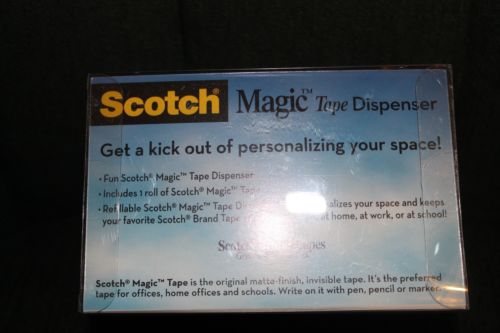 Scotch® Magic™ Tape Dispenser
Get a kick out of personalizing your space!
• Fun Scotch® Magic™ Tape Dispenser
• Includes 1 roll of Scotch® Magic™ Tape
• Refillable Scotch® Magic™ Tape alizes your space and keeps
your favorite Scotch® Brand Tape at home, at work, or at school!
Scotch® Magic™ Tape is the original matte-finish, invisible tape. It's the preferred
tape for offices, home offices and schools. Write on it with pen, pencil or marker.